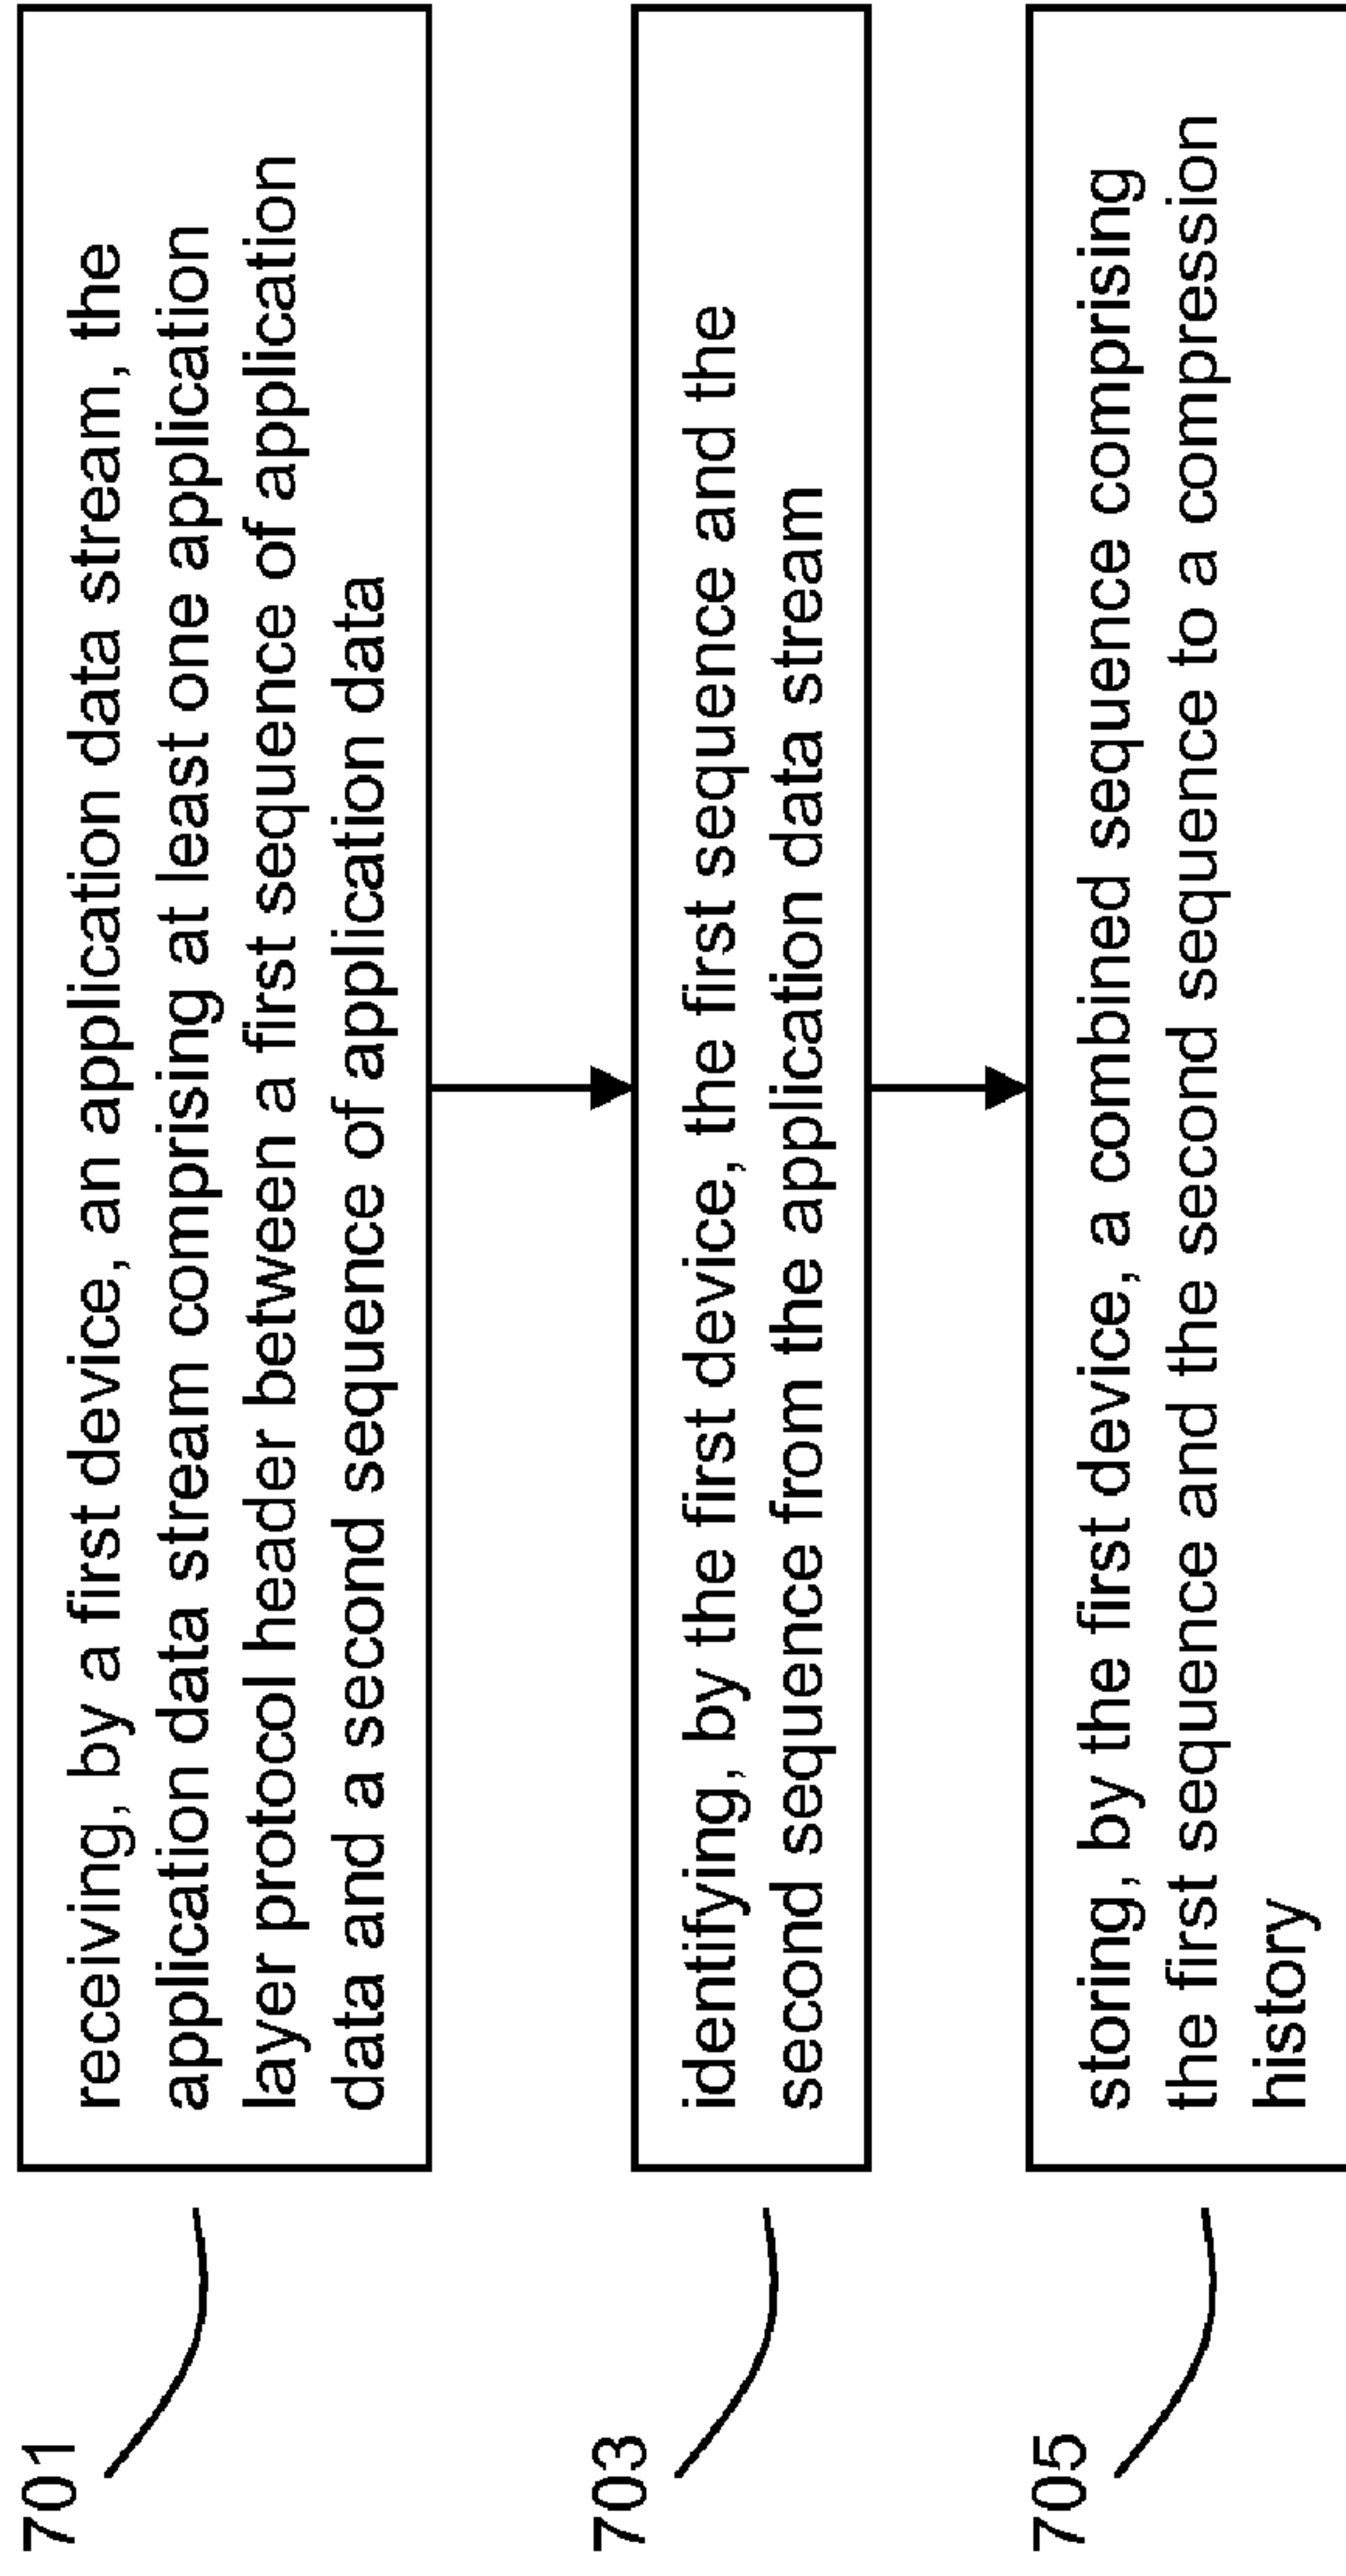 701
receiving, by a first device, an application data stream, the
application data stream comprising at least one application
layer protocol header between a first sequence of application
data and a second sequence of application data
703
identifying, by the first device, the first sequence and the
second sequence from the application data stream
705
storing, by the first device, a combined sequence comprising
the first sequence and the second sequence to a compression
history